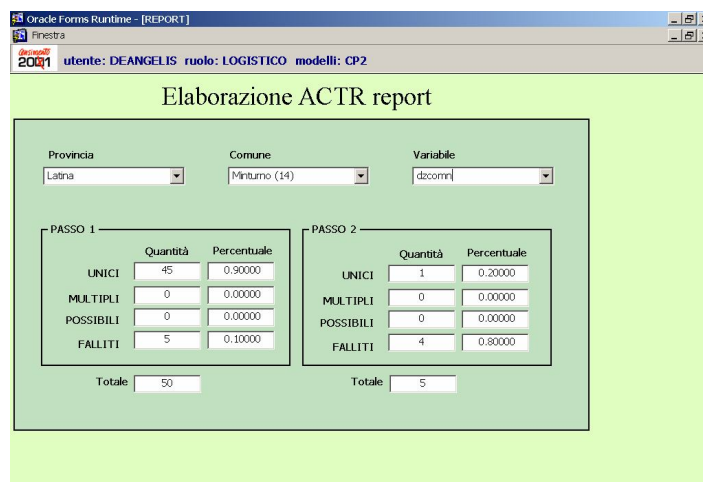 Oracle Forms Runtime - [REPORT]
Finestra
Censimento 2001 utente: DEANGELIS ruolo: LOGISTICO modelli: CP2
Elaborazione ACTR report
Provincia Comune Variabile
Latina Minturno (14) dzcomn
PASSO 1
Quantità Percentuale
UNICI 45 0.90000
MULTIPLI 0 0.00000
POSSIBILI 0 0.00000
FALLITI 5 0.10000
Totale 50
PASSO 2
Quantità Percentuale
UNICI 1 0.20000
MULTIPLI 0 0.00000
POSSIBILI 0 0.00000
FALLITI 4 0.80000
Totale 5